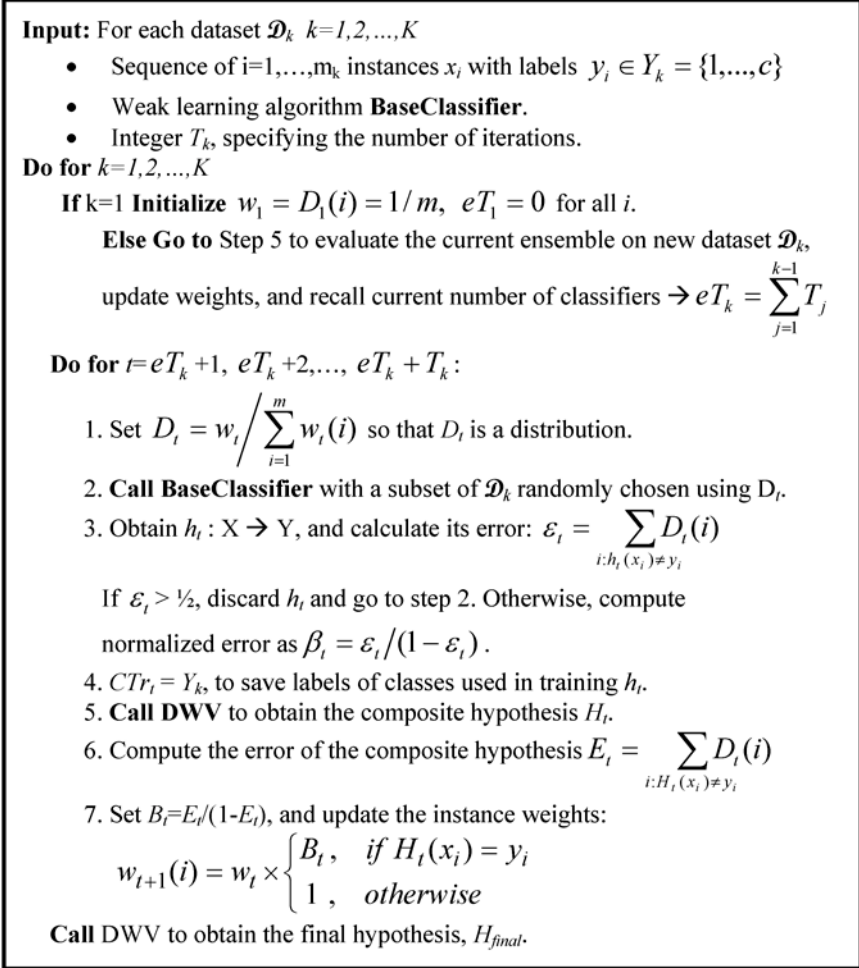 Input: For each dataset 𝒟ₖ k=1,2,...,K
• Sequence of i=1,...,mₖ instances xᵢ with labels yᵢ ∈ Yₖ = {1,...,c}
• Weak learning algorithm BaseClassifier.
• Integer Tₖ, specifying the number of iterations.
Do for k=1,2,...,K
If k=1 Initialize w₁ = D₁(i) = 1/m, eT₁ = 0 for all i.
Else Go to Step 5 to evaluate the current ensemble on new dataset 𝒟ₖ,
update weights, and recall current number of classifiers → eTₖ = ∑_{j=1}^{k−1} Tⱼ
Do for t=eTₖ+1, eTₖ+2,..., eTₖ + Tₖ:
1. Set Dₜ = wₜ / ∑_{i=1}^{m} wₜ(i) so that Dₜ is a distribution.
2. Call BaseClassifier with a subset of 𝒟ₖ randomly chosen using Dₜ.
3. Obtain hₜ : X → Y, and calculate its error: εₜ = ∑_{i:hₜ(xᵢ)≠yᵢ} Dₜ(i)
If εₜ > ½, discard hₜ and go to step 2. Otherwise, compute
normalized error as βₜ = εₜ/(1 − εₜ).
4. CTrₜ = Yₖ, to save labels of classes used in training hₜ.
5. Call DWV to obtain the composite hypothesis Hₜ.
6. Compute the error of the composite hypothesis Eₜ = ∑_{i:Hₜ(xᵢ)≠yᵢ} Dₜ(i)
7. Set Bₜ=Eₜ/(1-Eₜ), and update the instance weights:
wₜ₊₁(i) = wₜ × { Bₜ, if Hₜ(xᵢ) = yᵢ
1 , otherwise
Call DWV to obtain the final hypothesis, H_{final}.